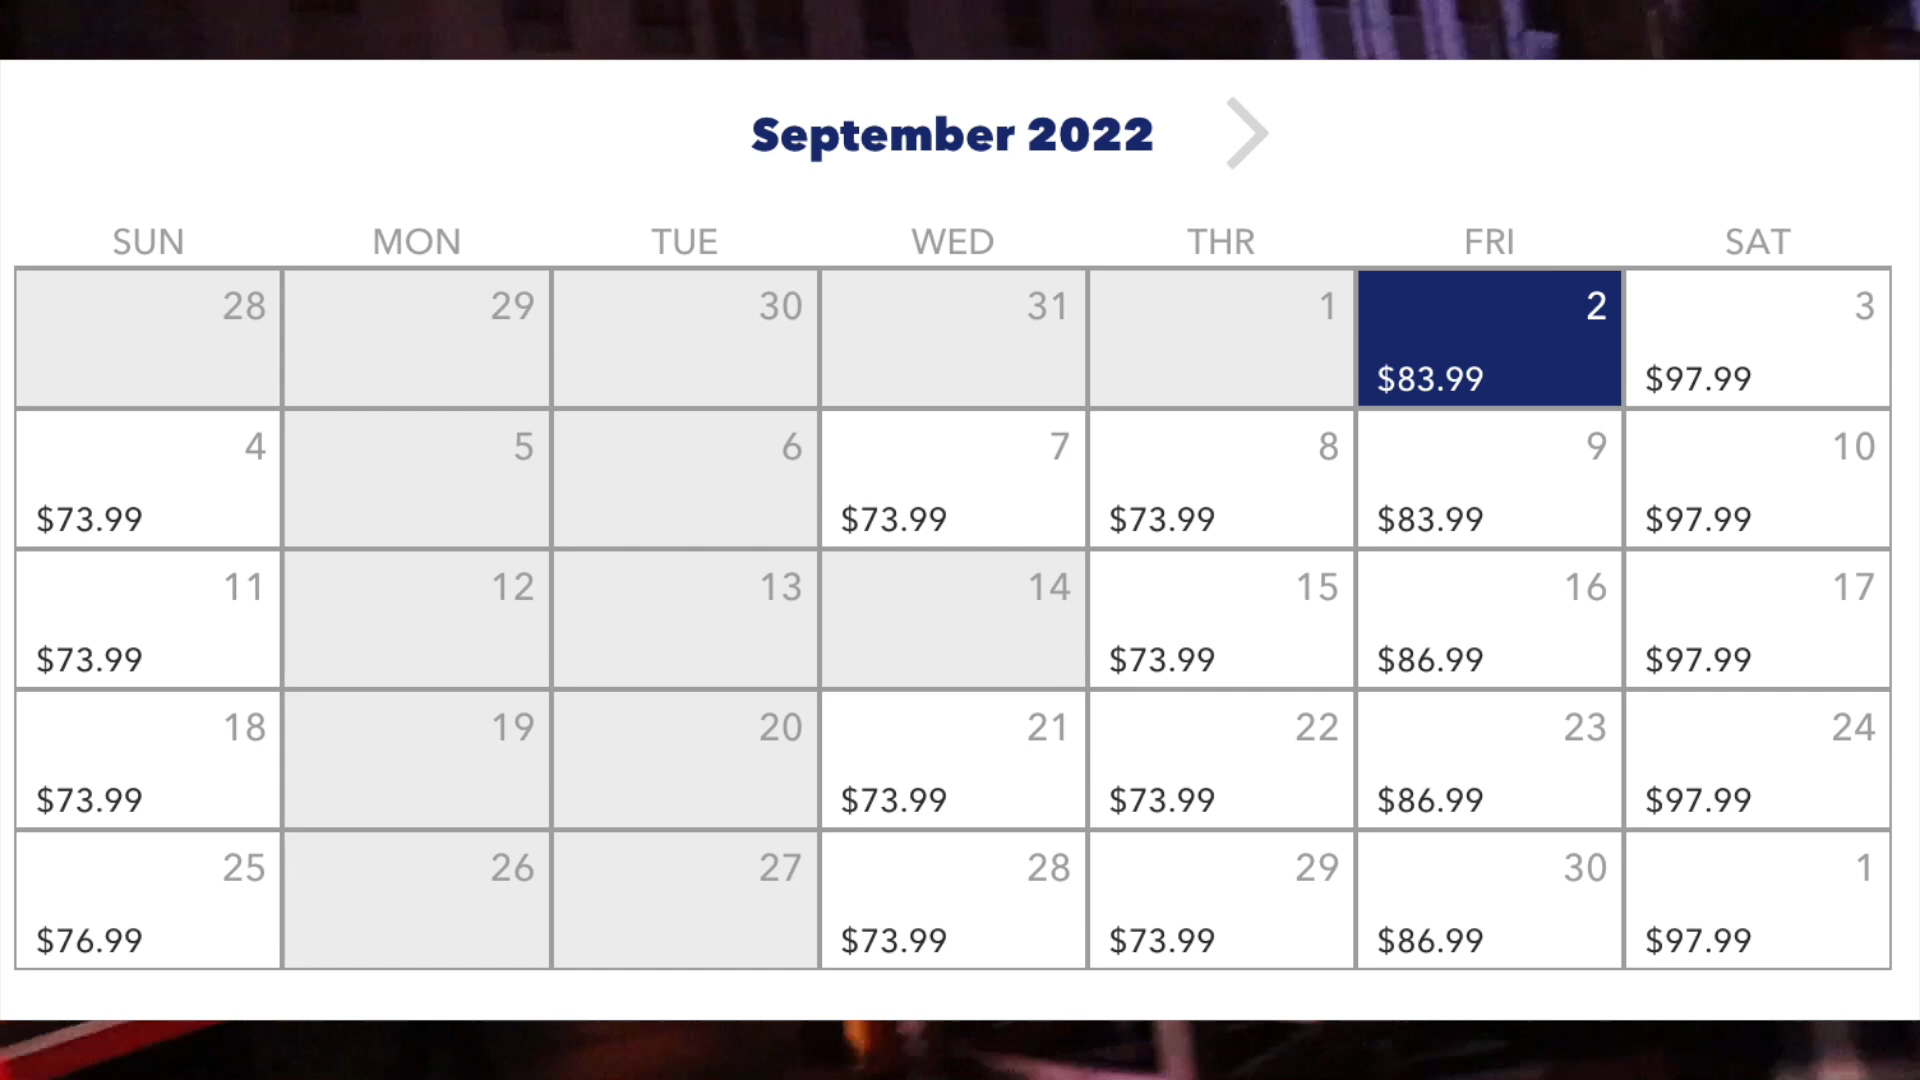 September 2022
SUN MON TUE WED THR FRI SAT
28 29 30 31 1 2 3
$83.99 $97.99
4 5 6 7 8 9 10
$73.99 $73.99 $73.99 $83.99 $97.99
11 12 13 14 15 16 17
$73.99 $73.99 $86.99 $97.99
18 19 20 21 22 23 24
$73.99 $73.99 $73.99 $86.99 $97.99
25 26 27 28 29 30 1
$76.99 $73.99 $73.99 $86.99 $97.99